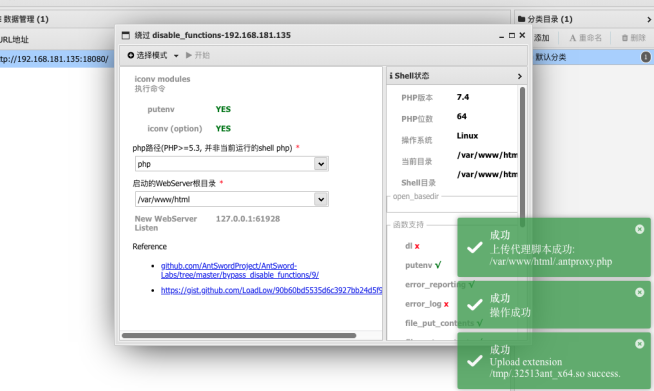 数据管理 (1)
URL地址
tp://192.168.181.135:18080/
绕过 disable_functions-192.168.181.135
选择模式
开始
iconv modules
执行命令
putenv YES
iconv (option) YES
php路径(PHP>=5.3, 并非当前运行的shell php) *
php
启动的WebServer根目录 *
/var/www/html
New WebServer Listen 127.0.0.1:61928
Reference
github.com/AntSwordProject/AntSword-
Labs/tree/master/bypass_disable_functions/9/
https://gist.github.com/LoadLow/90b60bd5535d6c3927bb24d5f9
Shell状态
PHP版本 7.4
PHP位数 64
操作系统 Linux
当前目录 /var/www/htm
Shell目录 /var/www/htm
open_basedir
函数支持
dl x
putenv √
error_reporting √
error_log x
file_put_contents √
分类目录 (1)
添加
重命名
删除
默认分类 1
成功
上传代理脚本成功:
/var/www/html/.antproxy.php
成功
操作成功
成功
Upload extension
/tmp/.32513ant_x64.so success.